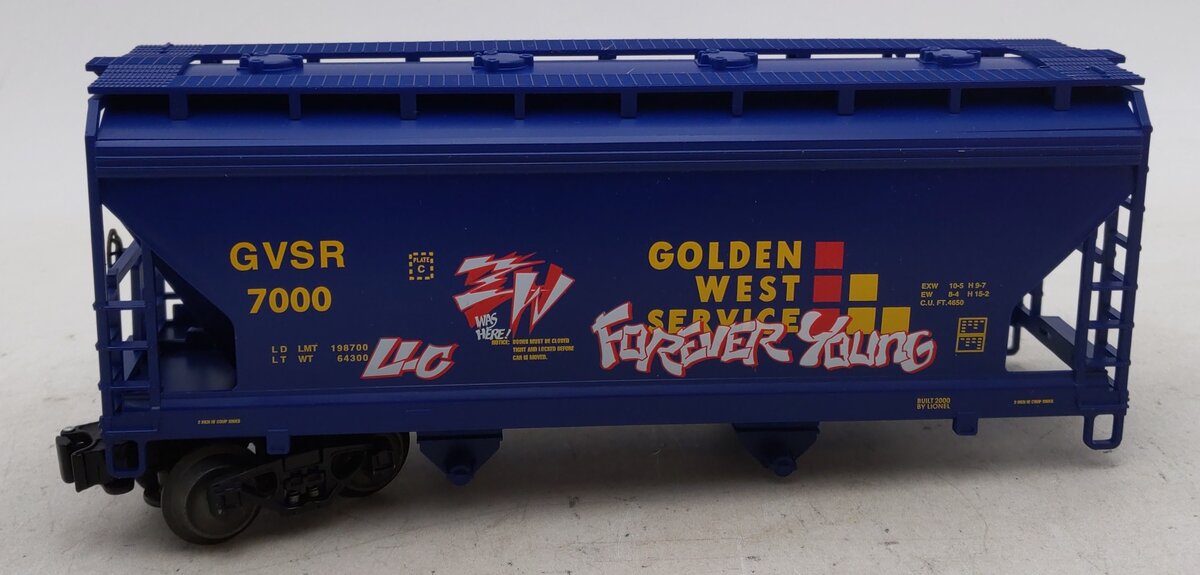 GVSR
7000
LD LMT 198700
LT WT 64300
PLATE
C
EW
WAS
HERE!
LLC
NOTICE: DOORS MUST BE CLOSED
TIGHT AND LOCKED BEFORE
CAR IS MOVED.
GOLDEN
WEST
SERVICE
FOREVER YOUNG
EXW 10-5 H 9-7
EW 8-4 H 15-2
C.U. FT. 4650
BUILT 2000
BY LIONEL